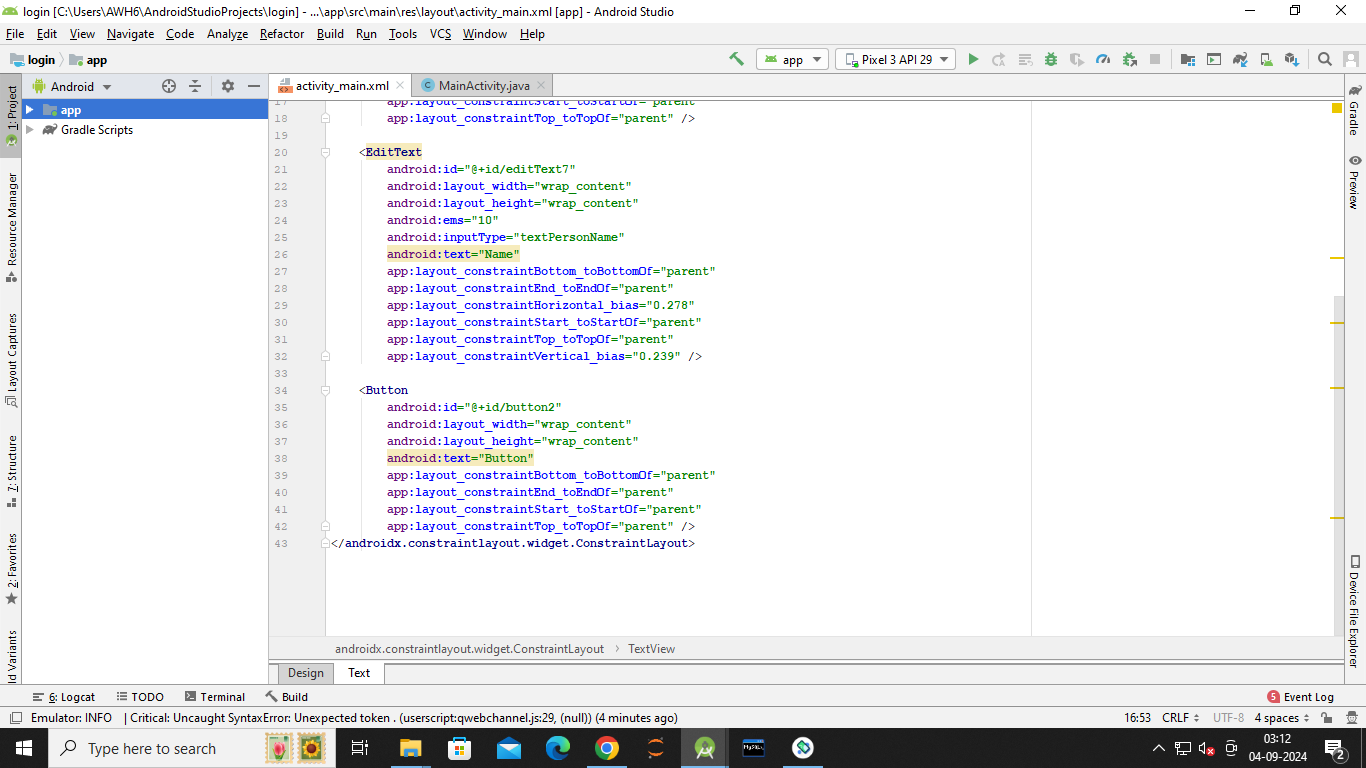 login [C:\Users\AWH6\AndroidStudioProjects\login] - ...\app\src\main\res\layout\activity_main.xml [app] - Android Studio
File Edit View Navigate Code Analyze Refactor Build Run Tools VCS Window Help
login app
app Pixel 3 API 29
Android
activity_main.xml MainActivity.java
app
Gradle Scripts
1: Project
Resource Manager
Layout Captures
7: Structure
2: Favorites
ld Variants
17 app:layout_constraintStart_toStartOf="parent"
18 app:layout_constraintTop_toTopOf="parent" />
19
20 <EditText
21 android:id="@+id/editText7"
22 android:layout_width="wrap_content"
23 android:layout_height="wrap_content"
24 android:ems="10"
25 android:inputType="textPersonName"
26 android:text="Name"
27 app:layout_constraintBottom_toBottomOf="parent"
28 app:layout_constraintEnd_toEndOf="parent"
29 app:layout_constraintHorizontal_bias="0.278"
30 app:layout_constraintStart_toStartOf="parent"
31 app:layout_constraintTop_toTopOf="parent"
32 app:layout_constraintVertical_bias="0.239" />
33
34 <Button
35 android:id="@+id/button2"
36 android:layout_width="wrap_content"
37 android:layout_height="wrap_content"
38 android:text="Button"
39 app:layout_constraintBottom_toBottomOf="parent"
40 app:layout_constraintEnd_toEndOf="parent"
41 app:layout_constraintStart_toStartOf="parent"
42 app:layout_constraintTop_toTopOf="parent" />
43 </androidx.constraintlayout.widget.ConstraintLayout>
Gradle
Preview
Device File Explorer
androidx.constraintlayout.widget.ConstraintLayout › TextView
Design Text
6: Logcat TODO Terminal Build 5 Event Log
Emulator: INFO | Critical: Uncaught SyntaxError: Unexpected token . (userscript:qwebchannel.js:29, (null)) (4 minutes ago) 16:53 CRLF UTF-8 4 spaces
Type here to search
MySQL
03:12
04-09-2024
2